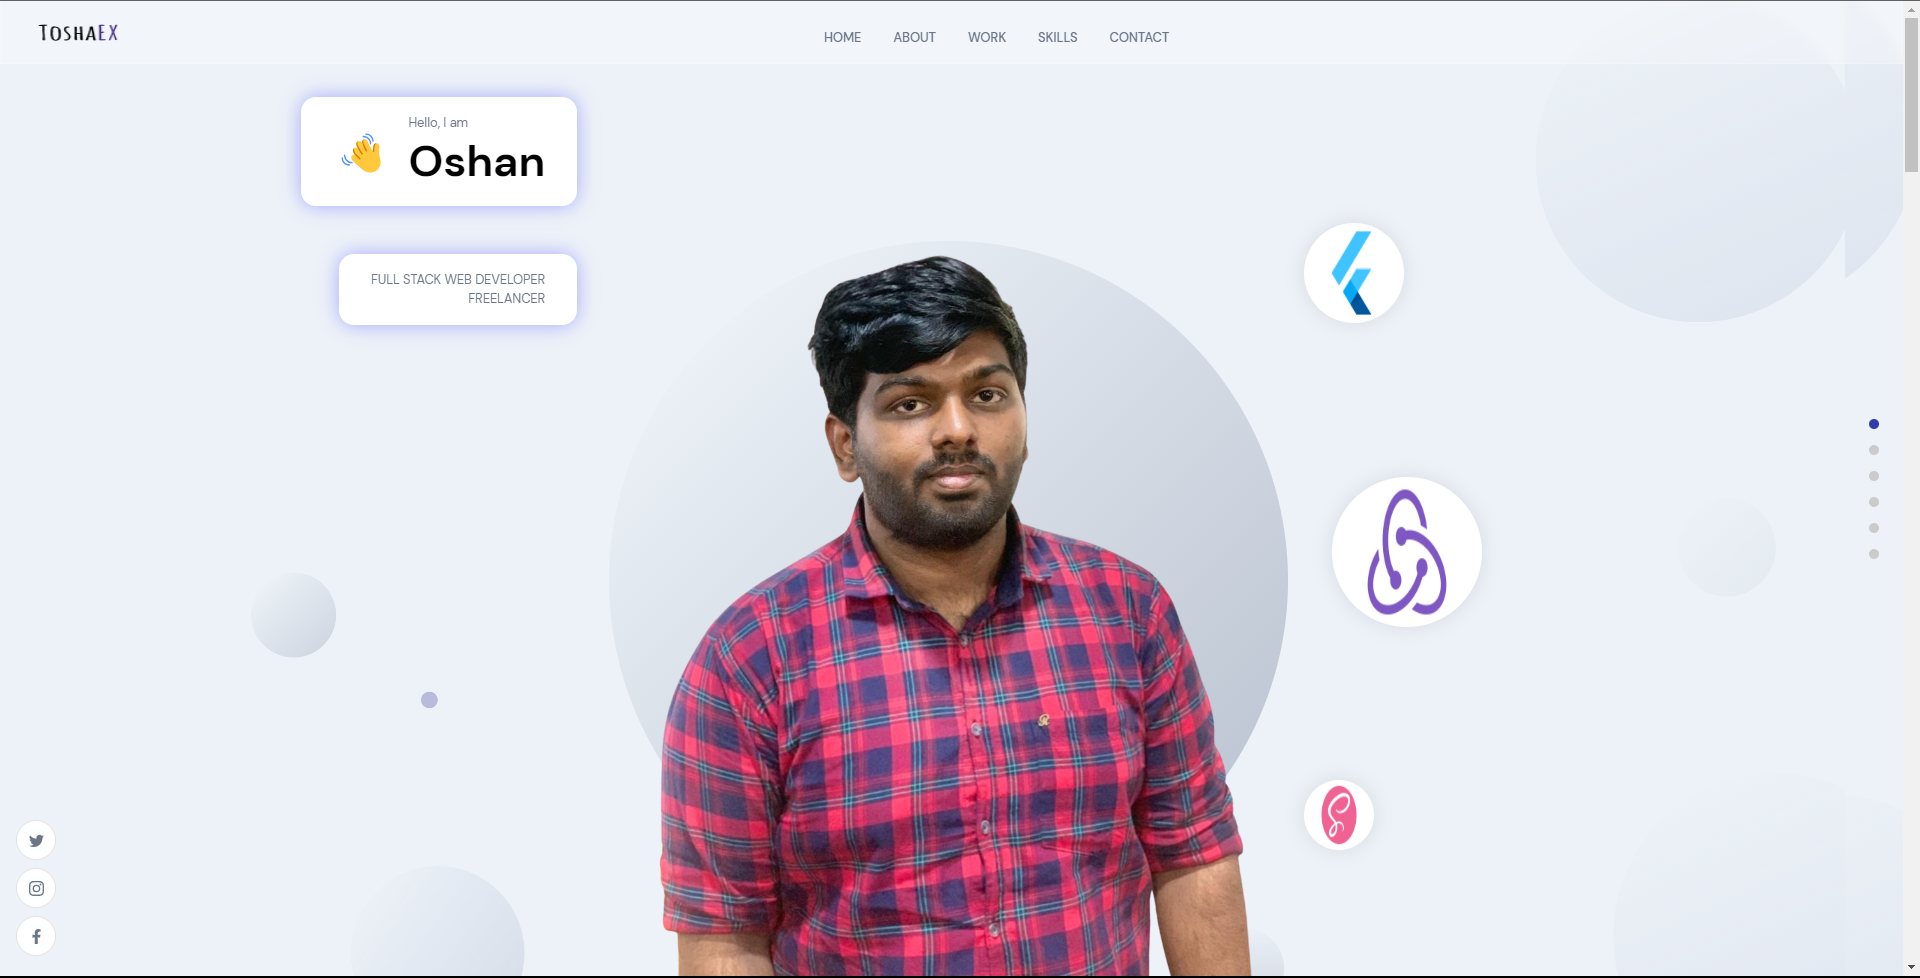 TOSHAEX
HOME ABOUT WORK SKILLS CONTACT
Hello, I am
Oshan
FULL STACK WEB DEVELOPER
FREELANCER